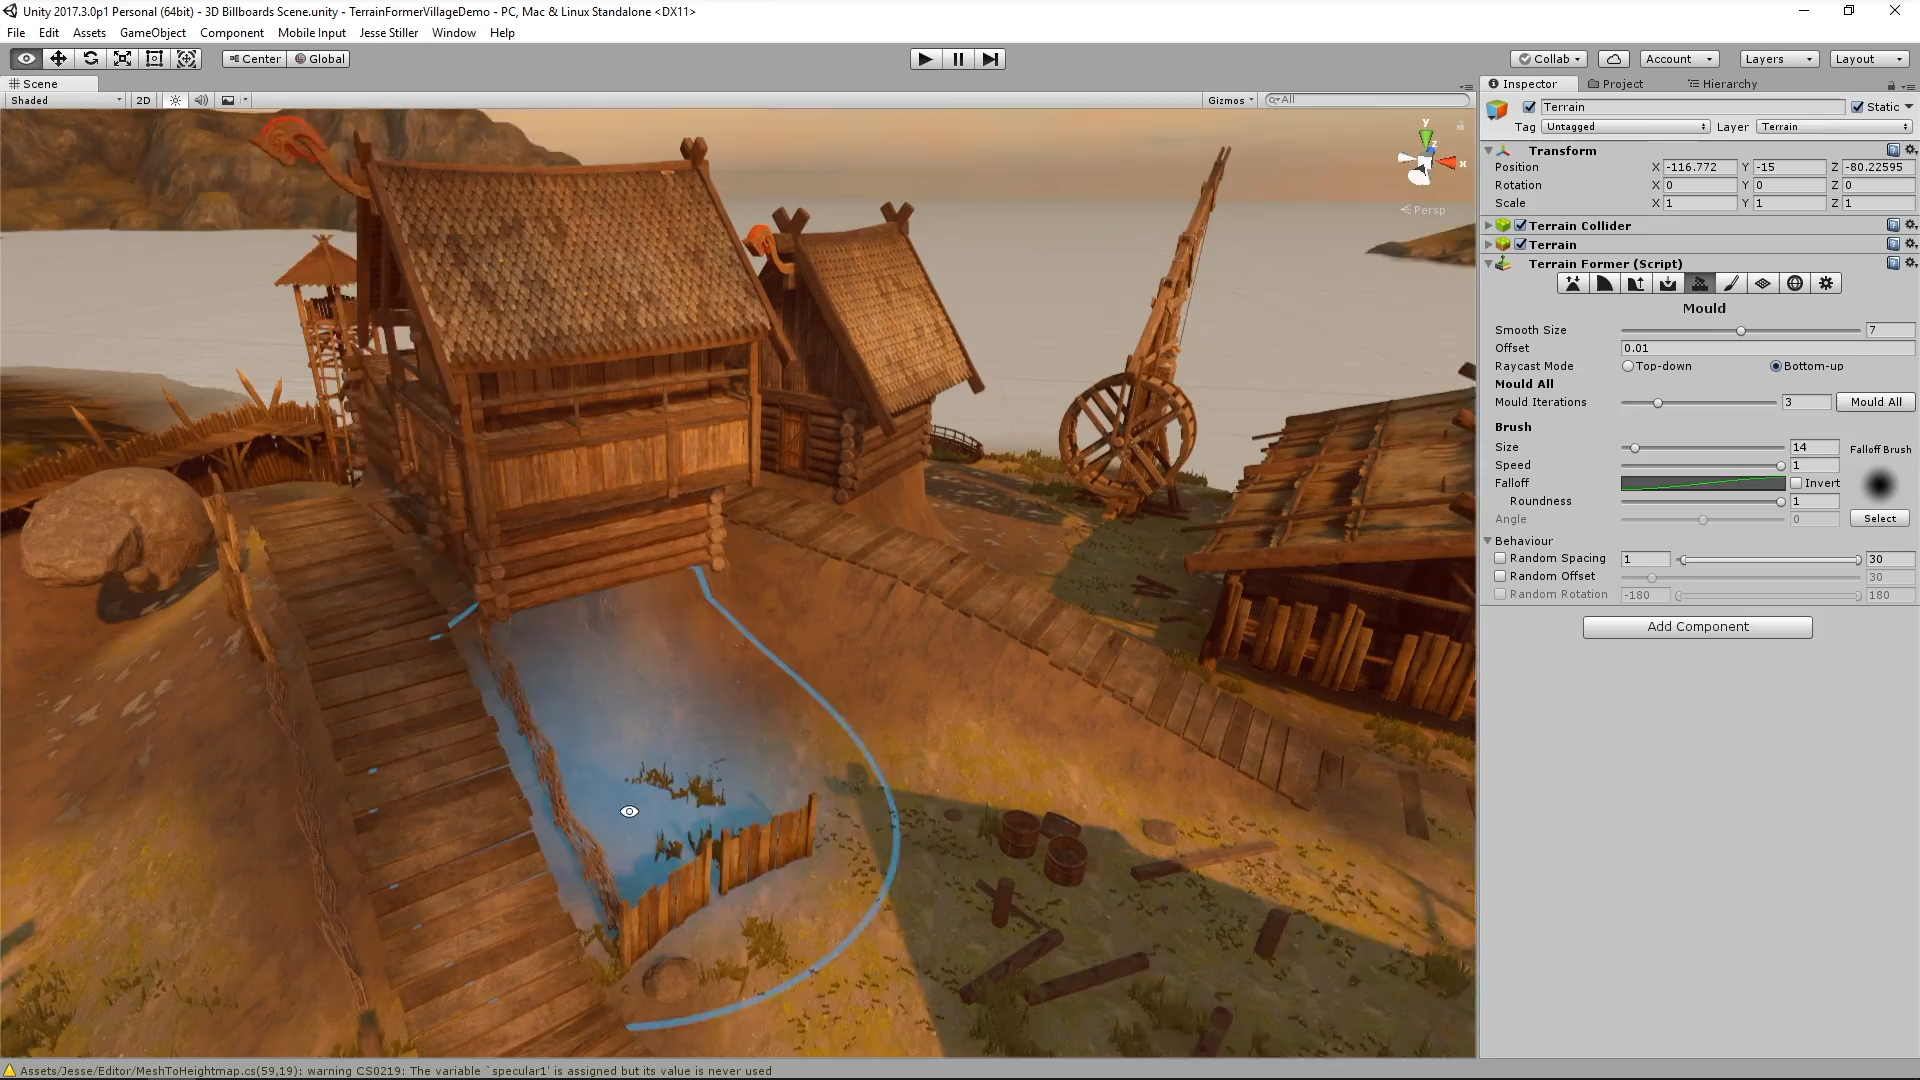 Unity 2017.3.0p1 Personal (64bit) - 3D Billboards Scene.unity - TerrainFormerVillageDemo - PC, Mac & Linux Standalone <DX11>
File Edit Assets GameObject Component Mobile Input Jesse Stiller Window Help
Center Global Collab Account Layers Layout
Scene
Shaded 2D Gizmos All
y
z
x
Persp
Inspector Project Hierarchy
Terrain Static
Tag Untagged Layer Terrain
Transform
Position X -116.772 Y -15 Z -80.22595
Rotation X 0 Y 0 Z 0
Scale X 1 Y 1 Z 1
Terrain Collider
Terrain
Terrain Former (Script)
Mould
Smooth Size 7
Offset 0.01
Raycast Mode Top-down Bottom-up
Mould All
Mould Iterations 3 Mould All
Brush
Size 14 Falloff Brush
Speed 1
Falloff Invert
Roundness 1
Angle 0 Select
Behaviour
Random Spacing 1 30
Random Offset 30
Random Rotation -180 180
Add Component
Assets/Jesse/Editor/MeshToHeightmap.cs(59,19): warning CS0219: The variable `specular1' is assigned but its value is never used